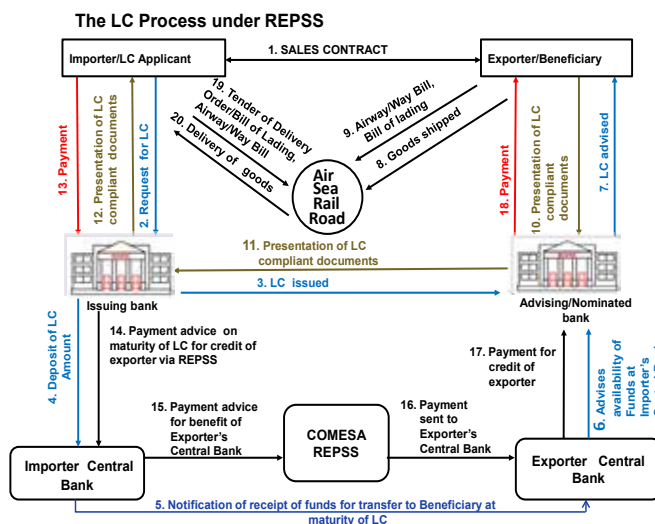 The LC Process under REPSS
Importer/LC Applicant
1. SALES CONTRACT
Exporter/Beneficiary
13. Payment
12. Presentation of LC
compliant documents
2. Request for LC
19. Tender of Delivery
Order/Bill of Lading,
Airway/Way Bill
20. Delivery of
goods
Air
Sea
Rail
Road
9. Airway/Way Bill,
Bill of lading
8. Goods shipped
18. Payment
10. Presentation of LC
compliant
documents
7. LC advised
11. Presentation of LC
compliant documents
3. LC issued
Issuing bank
Advising/Nominated
bank
4. Deposit of LC
Amount
14. Payment advice on
maturity of LC for credit of
exporter via REPSS
17. Payment for
credit of
exporter
6. Advises
availability of
Funds at
Importer's
15. Payment advice
for benefit of
Exporter's
Central Bank
COMESA
REPSS
16. Payment
sent to
Exporter's
Central Bank
Importer Central
Bank
Exporter Central
Bank
5. Notification of receipt of funds for transfer to Beneficiary at
maturity of LC